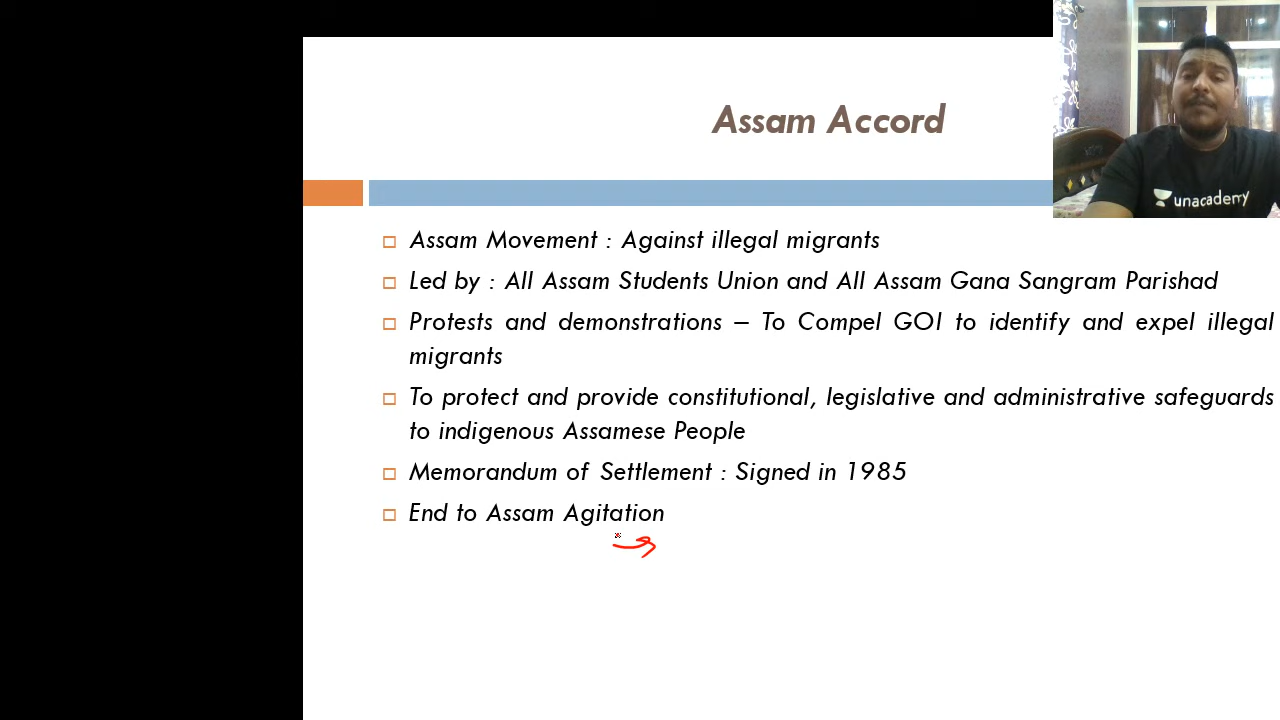 Assam Accord
unacademy
Assam Movement : Against illegal migrants
Led by : All Assam Students Union and All Assam Gana Sangram Parishad
Protests and demonstrations – To Compel GOI to identify and expel illegal
migrants
To protect and provide constitutional, legislative and administrative safeguards
to indigenous Assamese People
Memorandum of Settlement : Signed in 1985
End to Assam Agitation